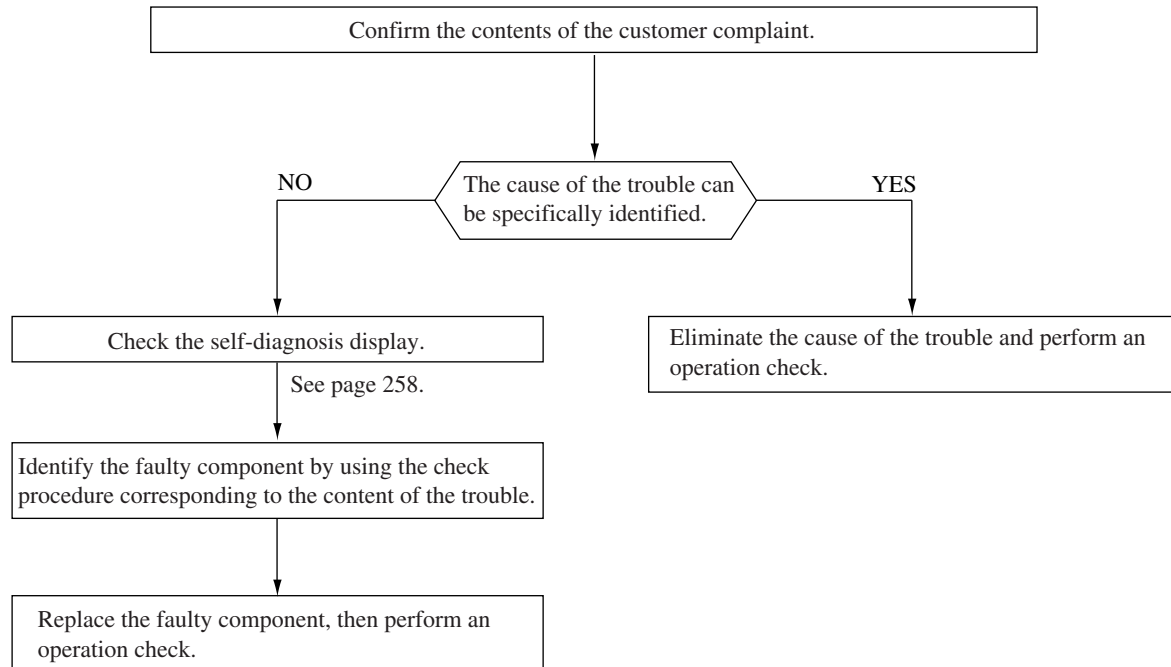 Confirm the contents of the customer complaint.
NO
The cause of the trouble can
be specifically identified.
YES
Check the self-diagnosis display.
See page 258.
Identify the faulty component by using the check
procedure corresponding to the content of the trouble.
Replace the faulty component, then perform an
operation check.
Eliminate the cause of the trouble and perform an
operation check.